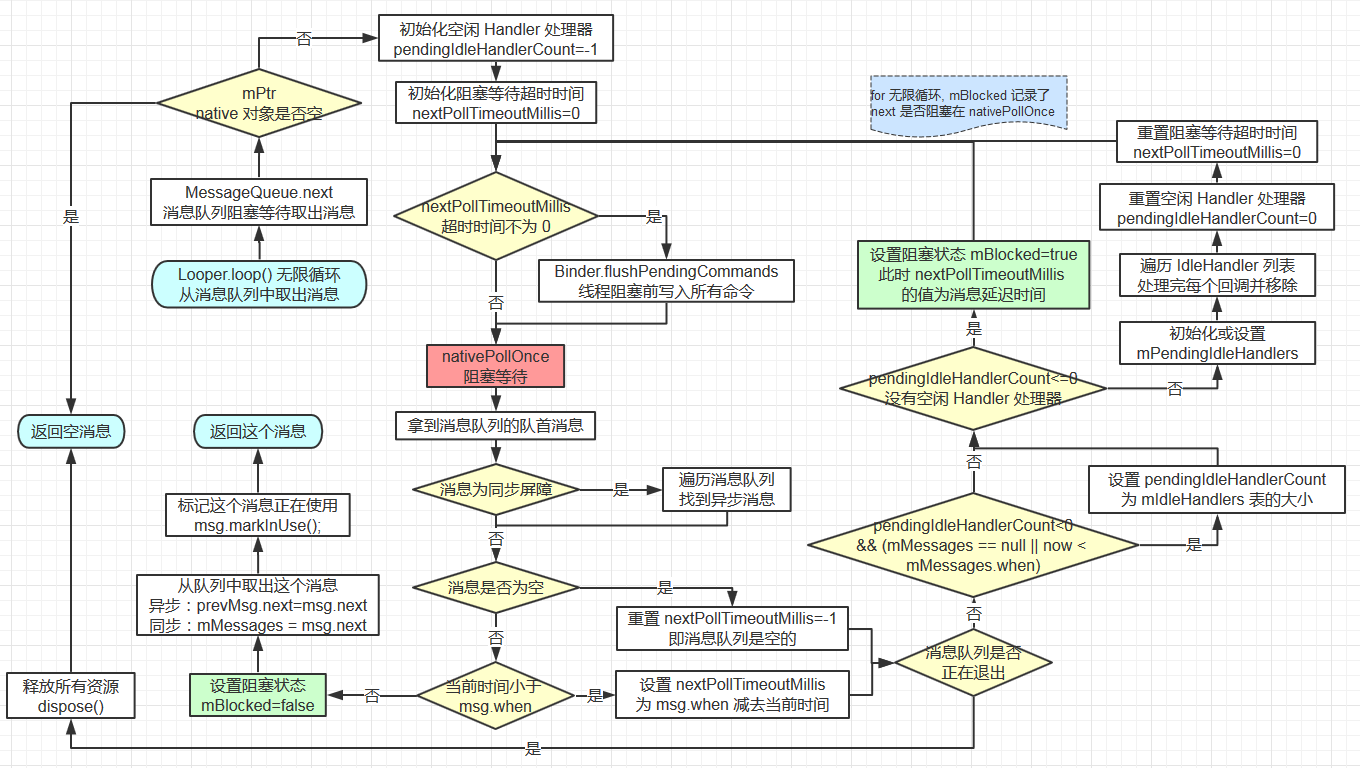 Looper.loop() 无限循环
从消息队列中取出消息
MessageQueue.next
消息队列阻塞等待取出消息
mPtr
native 对象是否空
是
否
初始化空闲 Handler 处理器
pendingIdleHandlerCount=-1
初始化阻塞等待超时时间
nextPollTimeoutMillis=0
for 无限循环, mBlocked 记录了
next 是否阻塞在 nativePollOnce
nextPollTimeoutMillis
超时时间不为 0
是
Binder.flushPendingCommands
线程阻塞前写入所有命令
否
nativePollOnce
阻塞等待
拿到消息队列的队首消息
消息为同步屏障
是
遍历消息队列
找到异步消息
否
消息是否为空
是
重置 nextPollTimeoutMillis=-1
即消息队列是空的
否
当前时间小于
msg.when
是
设置 nextPollTimeoutMillis
为 msg.when 减去当前时间
否
设置阻塞状态
mBlocked=false
从队列中取出这个消息
异步：prevMsg.next=msg.next
同步：mMessages = msg.next
标记这个消息正在使用
msg.markInUse();
返回这个消息
消息队列是否
正在退出
是
释放所有资源
dispose()
返回空消息
否
pendingIdleHandlerCount<0
&& (mMessages == null || now <
mMessages.when)
是
设置 pendingIdleHandlerCount
为 mIdleHandlers 表的大小
否
pendingIdleHandlerCount<=0
没有空闲 Handler 处理器
是
设置阻塞状态 mBlocked=true
此时 nextPollTimeoutMillis
的值为消息延迟时间
否
初始化或设置
mPendingIdleHandlers
遍历 IdleHandler 列表
处理完每个回调并移除
重置空闲 Handler 处理器
pendingIdleHandlerCount=0
重置阻塞等待超时时间
nextPollTimeoutMillis=0